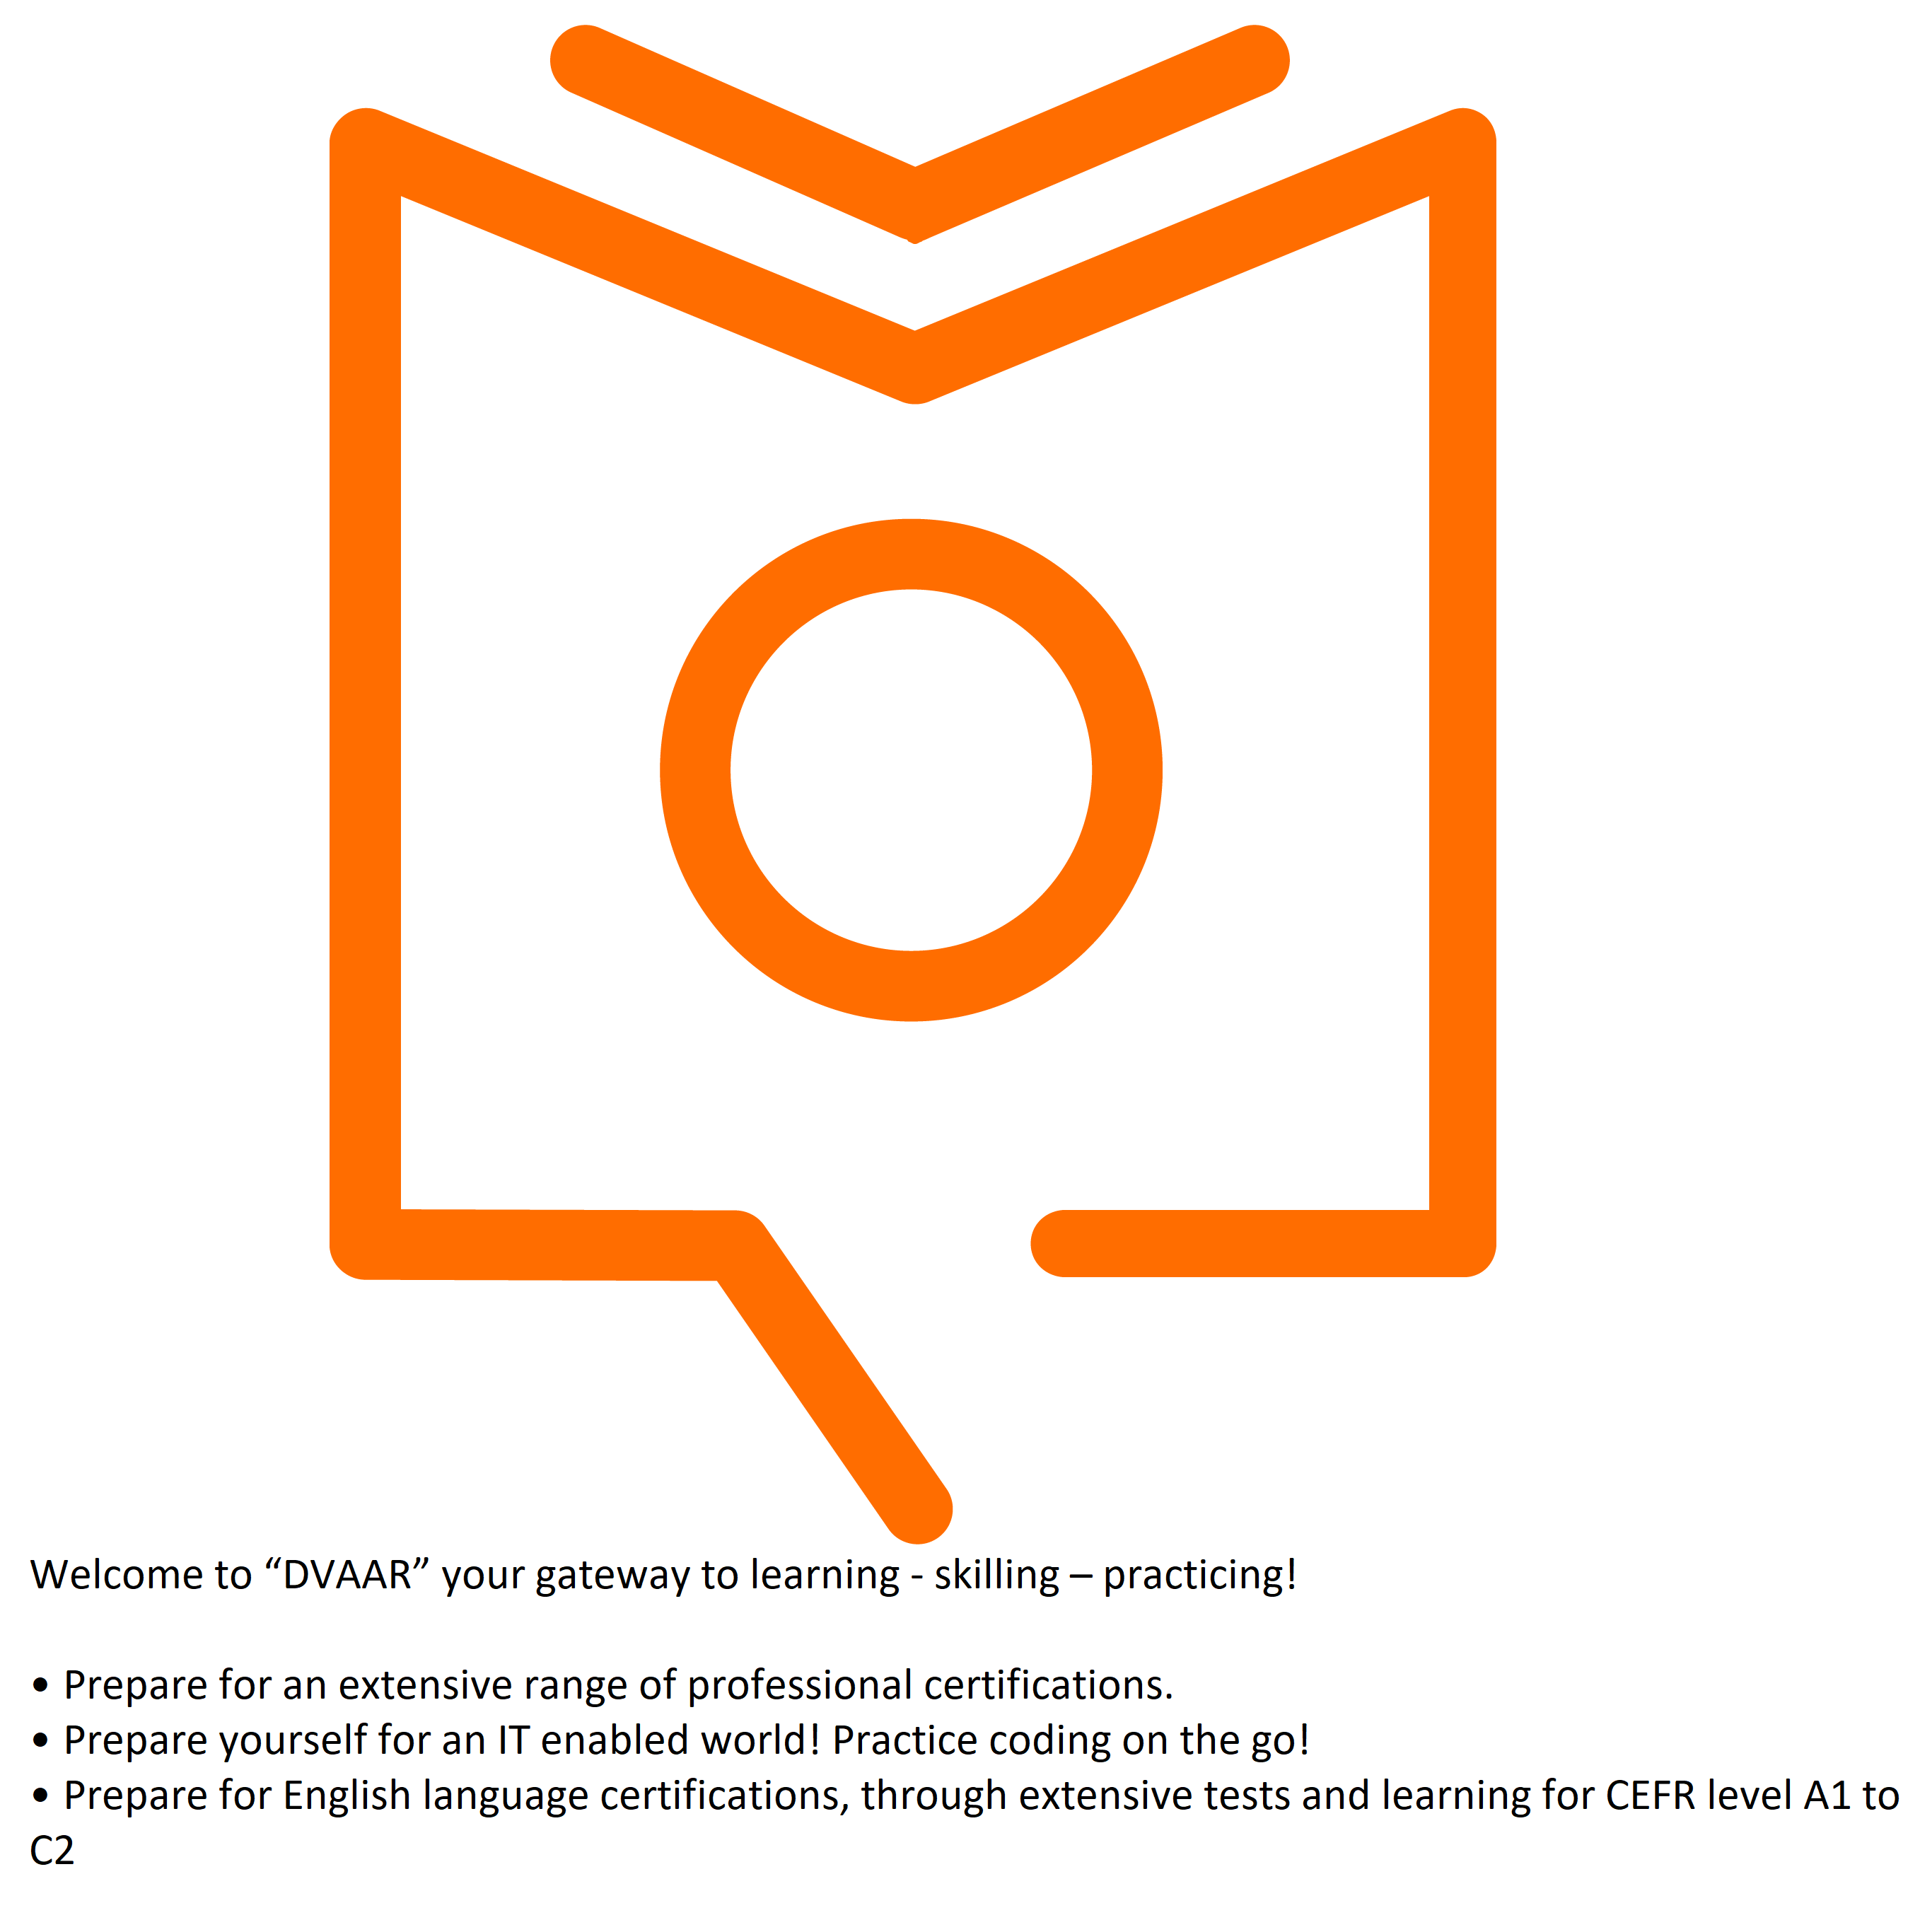 Welcome to “DVAAR” your gateway to learning - skilling – practicing!
• Prepare for an extensive range of professional certifications.
• Prepare yourself for an IT enabled world! Practice coding on the go!
• Prepare for English language certifications, through extensive tests and learning for CEFR level A1 to
C2